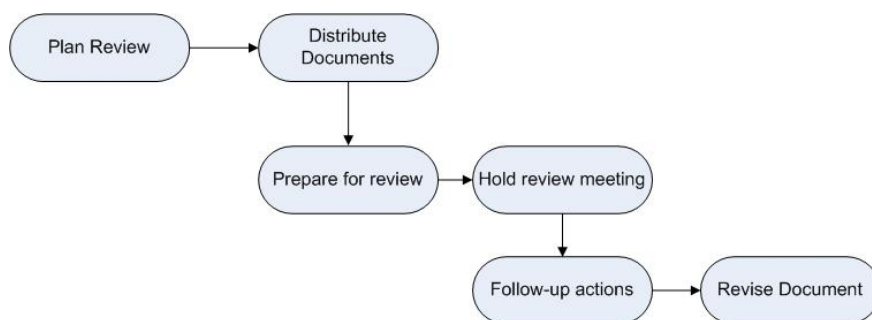 Plan Review
Distribute
Documents
Prepare for review
Hold review meeting
Follow-up actions
Revise Document